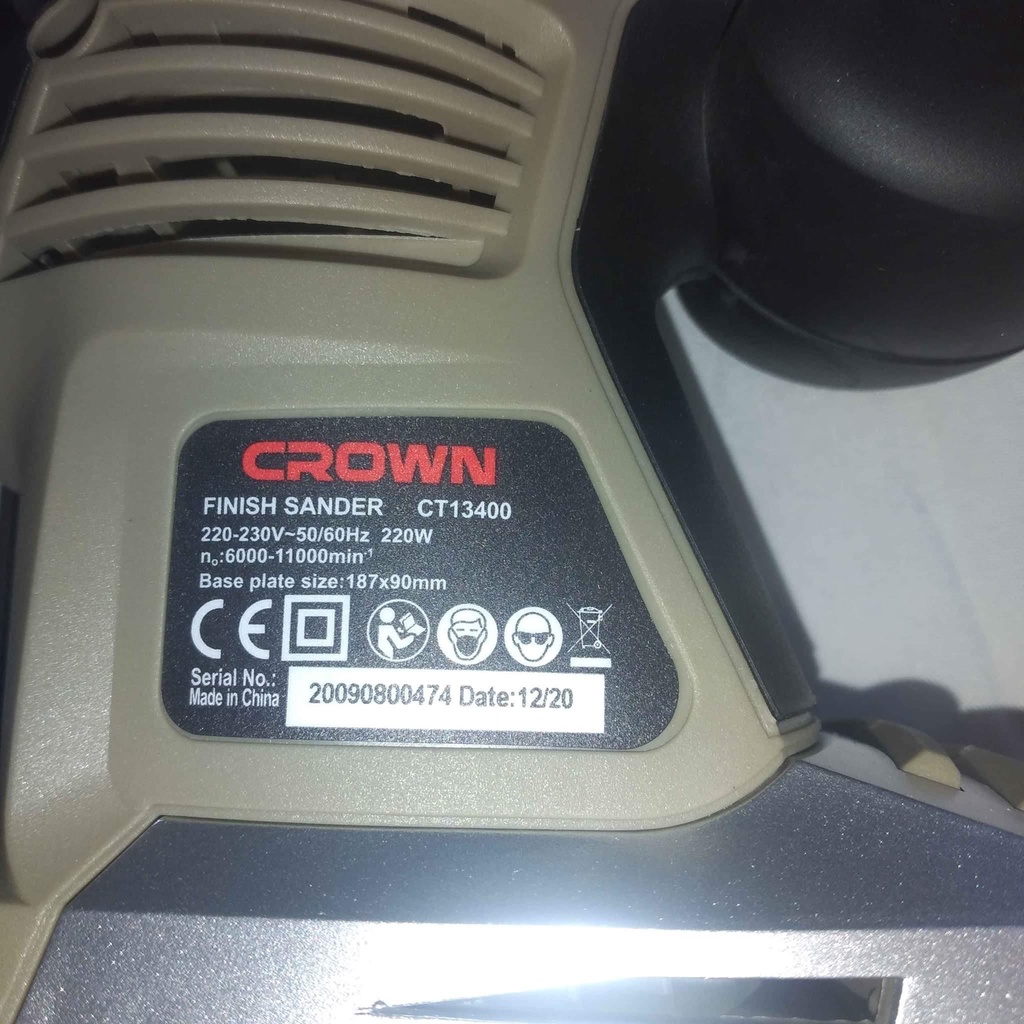 CROWN
FINISH SANDER CT13400
220-230V~50/60Hz 220W
n₀:6000-11000min⁻¹
Base plate size:187x90mm
CE
Serial No.: 20090800474 Date:12/20
Made in China